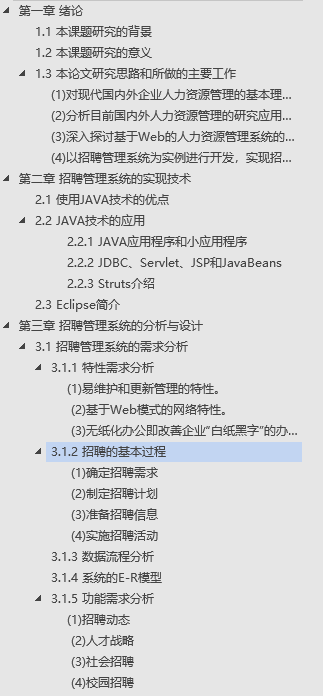 第一章 绪论
1.1 本课题研究的背景
1.2 本课题研究的意义
1.3 本论文研究思路和所做的主要工作
(1)对现代国内外企业人力资源管理的基本理...
(2)分析目前国内外人力资源管理的研究应用...
(3)深入探讨基于Web的人力资源管理系统的...
(4)以招聘管理系统为实例进行开发，实现招...
第二章 招聘管理系统的实现技术
2.1 使用JAVA技术的优点
2.2 JAVA技术的应用
2.2.1 JAVA应用程序和小应用程序
2.2.2 JDBC、Servlet、JSP和JavaBeans
2.2.3 Struts介绍
2.3 Eclipse简介
第三章 招聘管理系统的分析与设计
3.1 招聘管理系统的需求分析
3.1.1 特性需求分析
(1)易维护和更新管理的特性。
(2)基于Web模式的网络特性。
(3)无纸化办公即改善企业“白纸黑字”的办...
3.1.2 招聘的基本过程
(1)确定招聘需求
(2)制定招聘计划
(3)准备招聘信息
(4)实施招聘活动
3.1.3 数据流程分析
3.1.4 系统的E-R模型
3.1.5 功能需求分析
(1)招聘动态
(2)人才战略
(3)社会招聘
(4)校园招聘